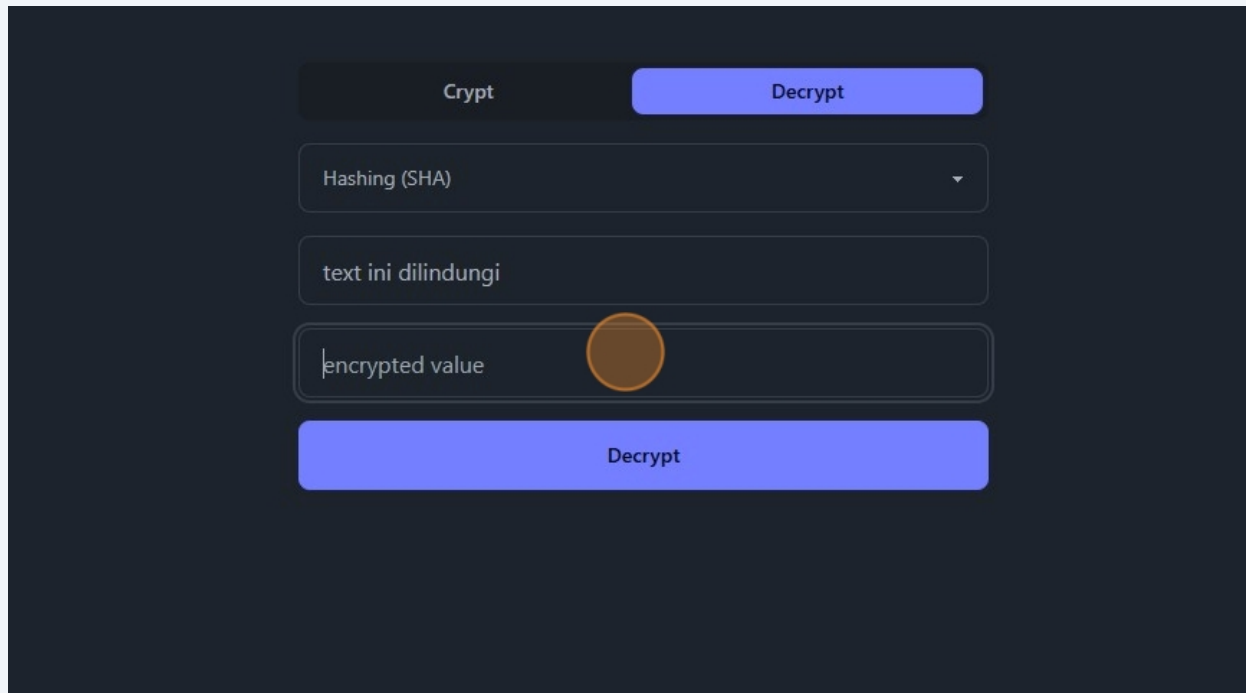 Crypt Decrypt
Hashing (SHA)
text ini dilindungi
encrypted value
Decrypt